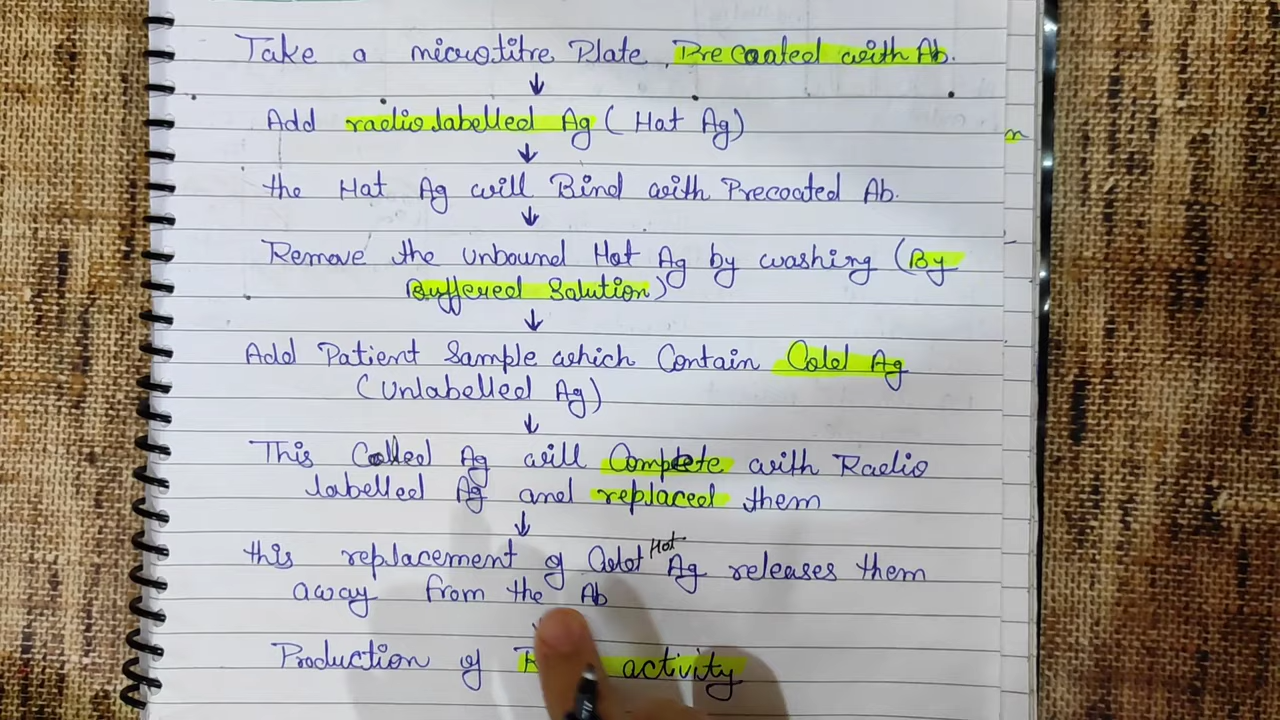 Take a microtitre Plate Precoated with Ab.
↓
Add radio labelled Ag (Hot Ag)
↓
the Hot Ag will Bind with Precoated Ab.
↓
Remove the unbound Hot Ag by washing (By
Buffered Solution)
↓
Add Patient Sample which Contain Cold Ag
(Unlabelled Ag)
↓
This Ag will Compete with Radio
labelled Ag and replaced them
↓
this replacement of Hot Ag releases them
away from the Ab
Production of activity